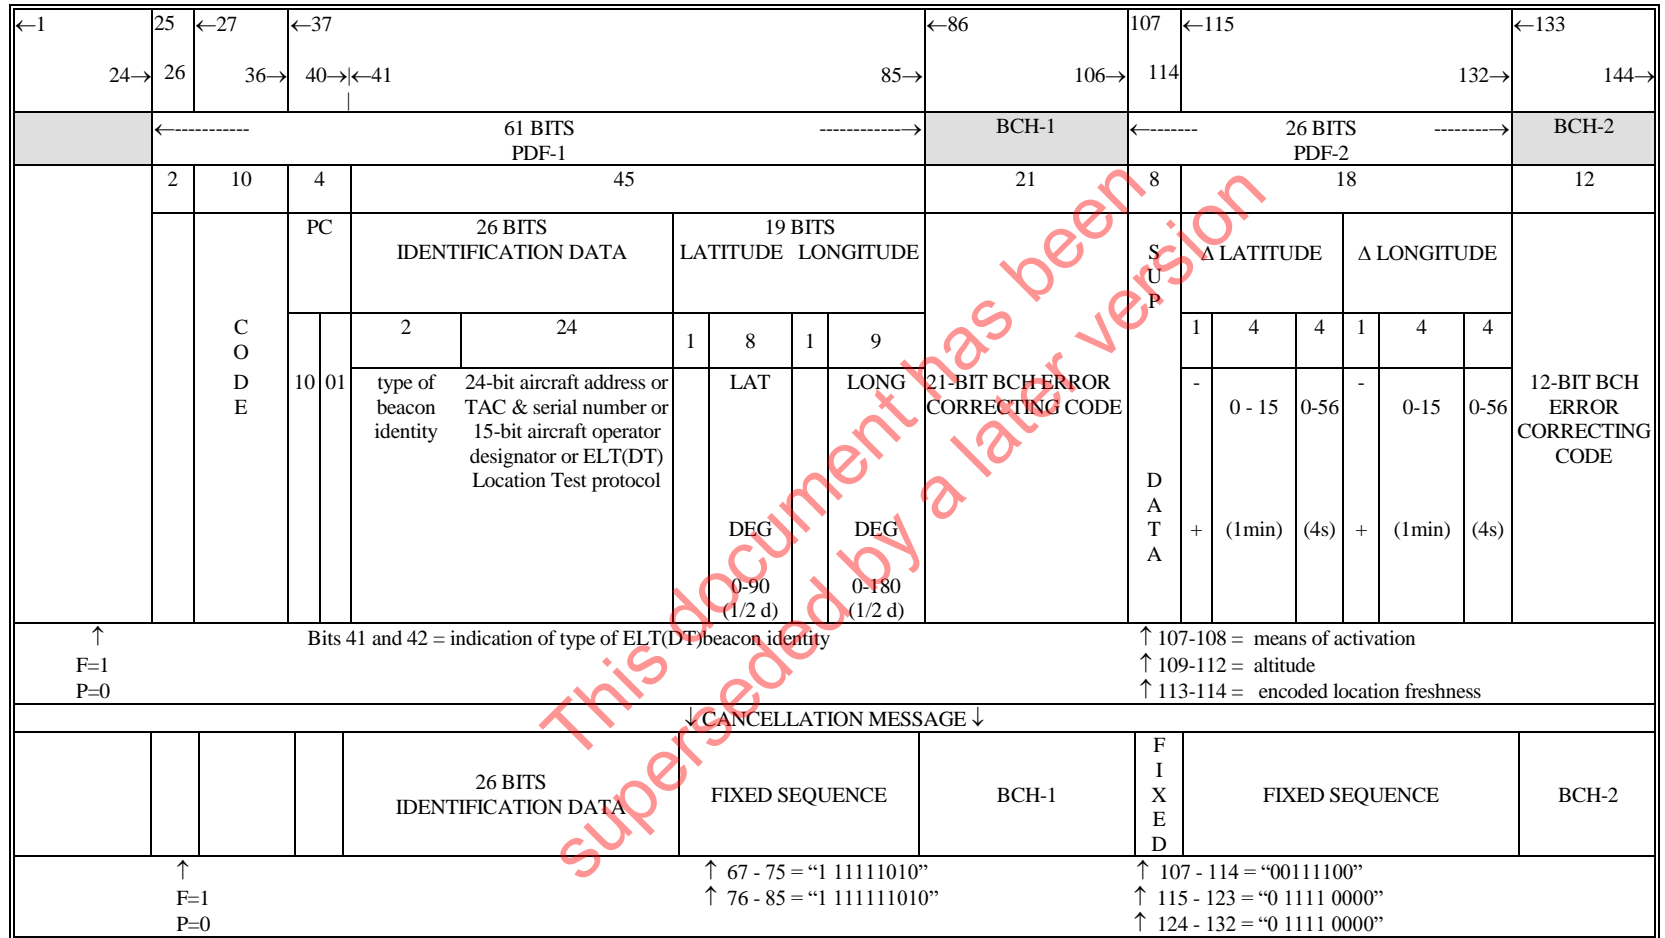 ←1 25 ←27 ←37 ←86 107 ←115 ←133
24→ 26 36→ 40→|←41 85→ 106→ 114 132→ 144→
|
←----------- 61 BITS -------------→ BCH-1 ←------- 26 BITS --------→ BCH-2
PDF-1 PDF-2
2 10 4 45 21 8 18 12
PC 26 BITS 19 BITS
IDENTIFICATION DATA LATITUDE LONGITUDE S Δ LATITUDE Δ LONGITUDE
U
P
C 2 24 1 8 1 9 1 4 4 1 4 4
O
D 10 01 type of 24-bit aircraft address or LAT LONG 21-BIT BCH ERROR - - 12-BIT BCH
E beacon TAC & serial number or CORRECTING CODE 0 - 15 0-56 0-15 0-56 ERROR
identity 15-bit aircraft operator CORRECTING
designator or ELT(DT) CODE
Location Test protocol D
A
DEG DEG T + (1min) (4s) + (1min) (4s)
A
0-90 0-180
(1/2 d) (1/2 d)
↑ Bits 41 and 42 = indication of type of ELT(DT)beacon identity ↑ 107-108 = means of activation
F=1 ↑ 109-112 = altitude
P=0 ↑ 113-114 = encoded location freshness
↓ CANCELLATION MESSAGE ↓
F
I
26 BITS FIXED SEQUENCE BCH-1 X FIXED SEQUENCE BCH-2
IDENTIFICATION DATA E
D
↑ ↑ 67 - 75 = “1 11111010” ↑ 107 - 114 = “00111100”
F=1 ↑ 76 - 85 = “1 111111010” ↑ 115 - 123 = “0 1111 0000”
P=0 ↑ 124 - 132 = “0 1111 0000”
This document has been
superseded by a later version